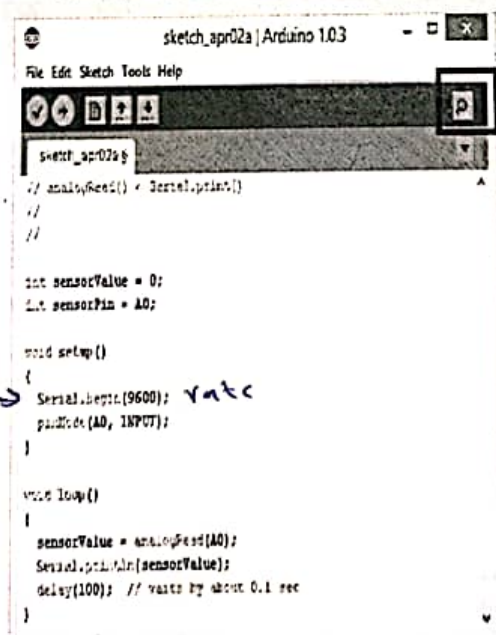 sketch_apr02a | Arduino 1.0.3
File Edit Sketch Tools Help
sketch_apr02a §
// analogRead() & Serial.print()
//
//
int sensorValue = 0;
int sensorPin = A0;
void setup()
{
Serial.begin(9600); rate
pinMode(A0, INPUT);
}
void loop()
{
sensorValue = analogRead(A0);
Serial.println(sensorValue);
delay(100); // waits by about 0.1 sec
}